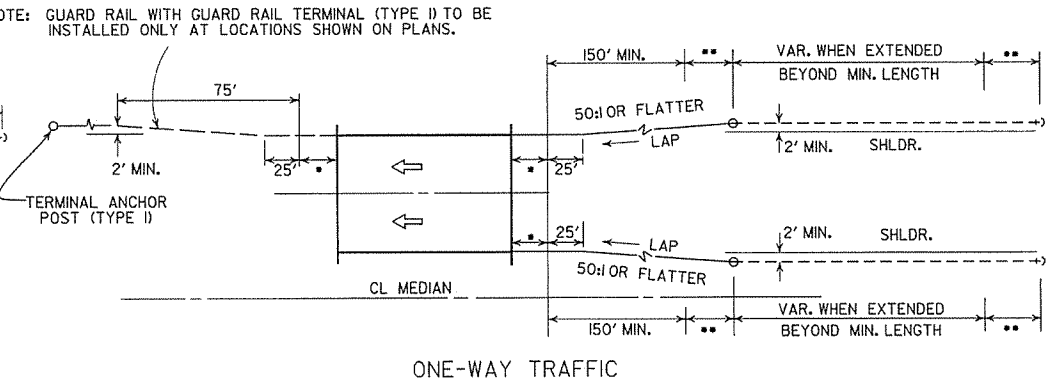 OTE: GUARD RAIL WITH GUARD RAIL TERMINAL (TYPE I) TO BE
INSTALLED ONLY AT LOCATIONS SHOWN ON PLANS.
150' MIN.
**
VAR. WHEN EXTENDED
BEYOND MIN. LENGTH
**
75'
50:1 OR FLATTER
LAP
2' MIN.
SHLDR.
2' MIN.
25'
*
*
25'
TERMINAL ANCHOR
POST (TYPE I)
*
25'
LAP
2' MIN.
SHLDR.
50:1 OR FLATTER
CL MEDIAN
150' MIN.
**
VAR. WHEN EXTENDED
BEYOND MIN. LENGTH
**
ONE-WAY TRAFFIC